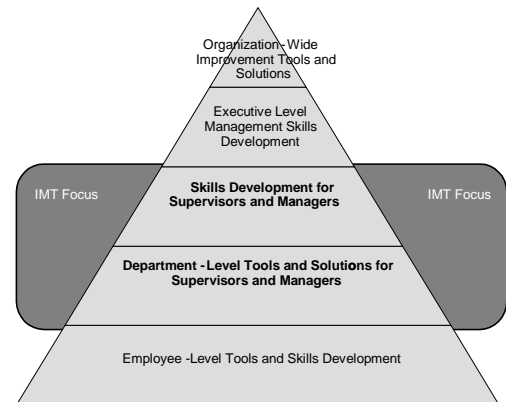 Organization - Wide
Improvement Tools and
Solutions
Executive Level
Management Skills
Development
IMT Focus
Skills Development for
Supervisors and Managers
IMT Focus
Department - Level Tools and Solutions for
Supervisors and Managers
Employee -Level Tools and Skills Development